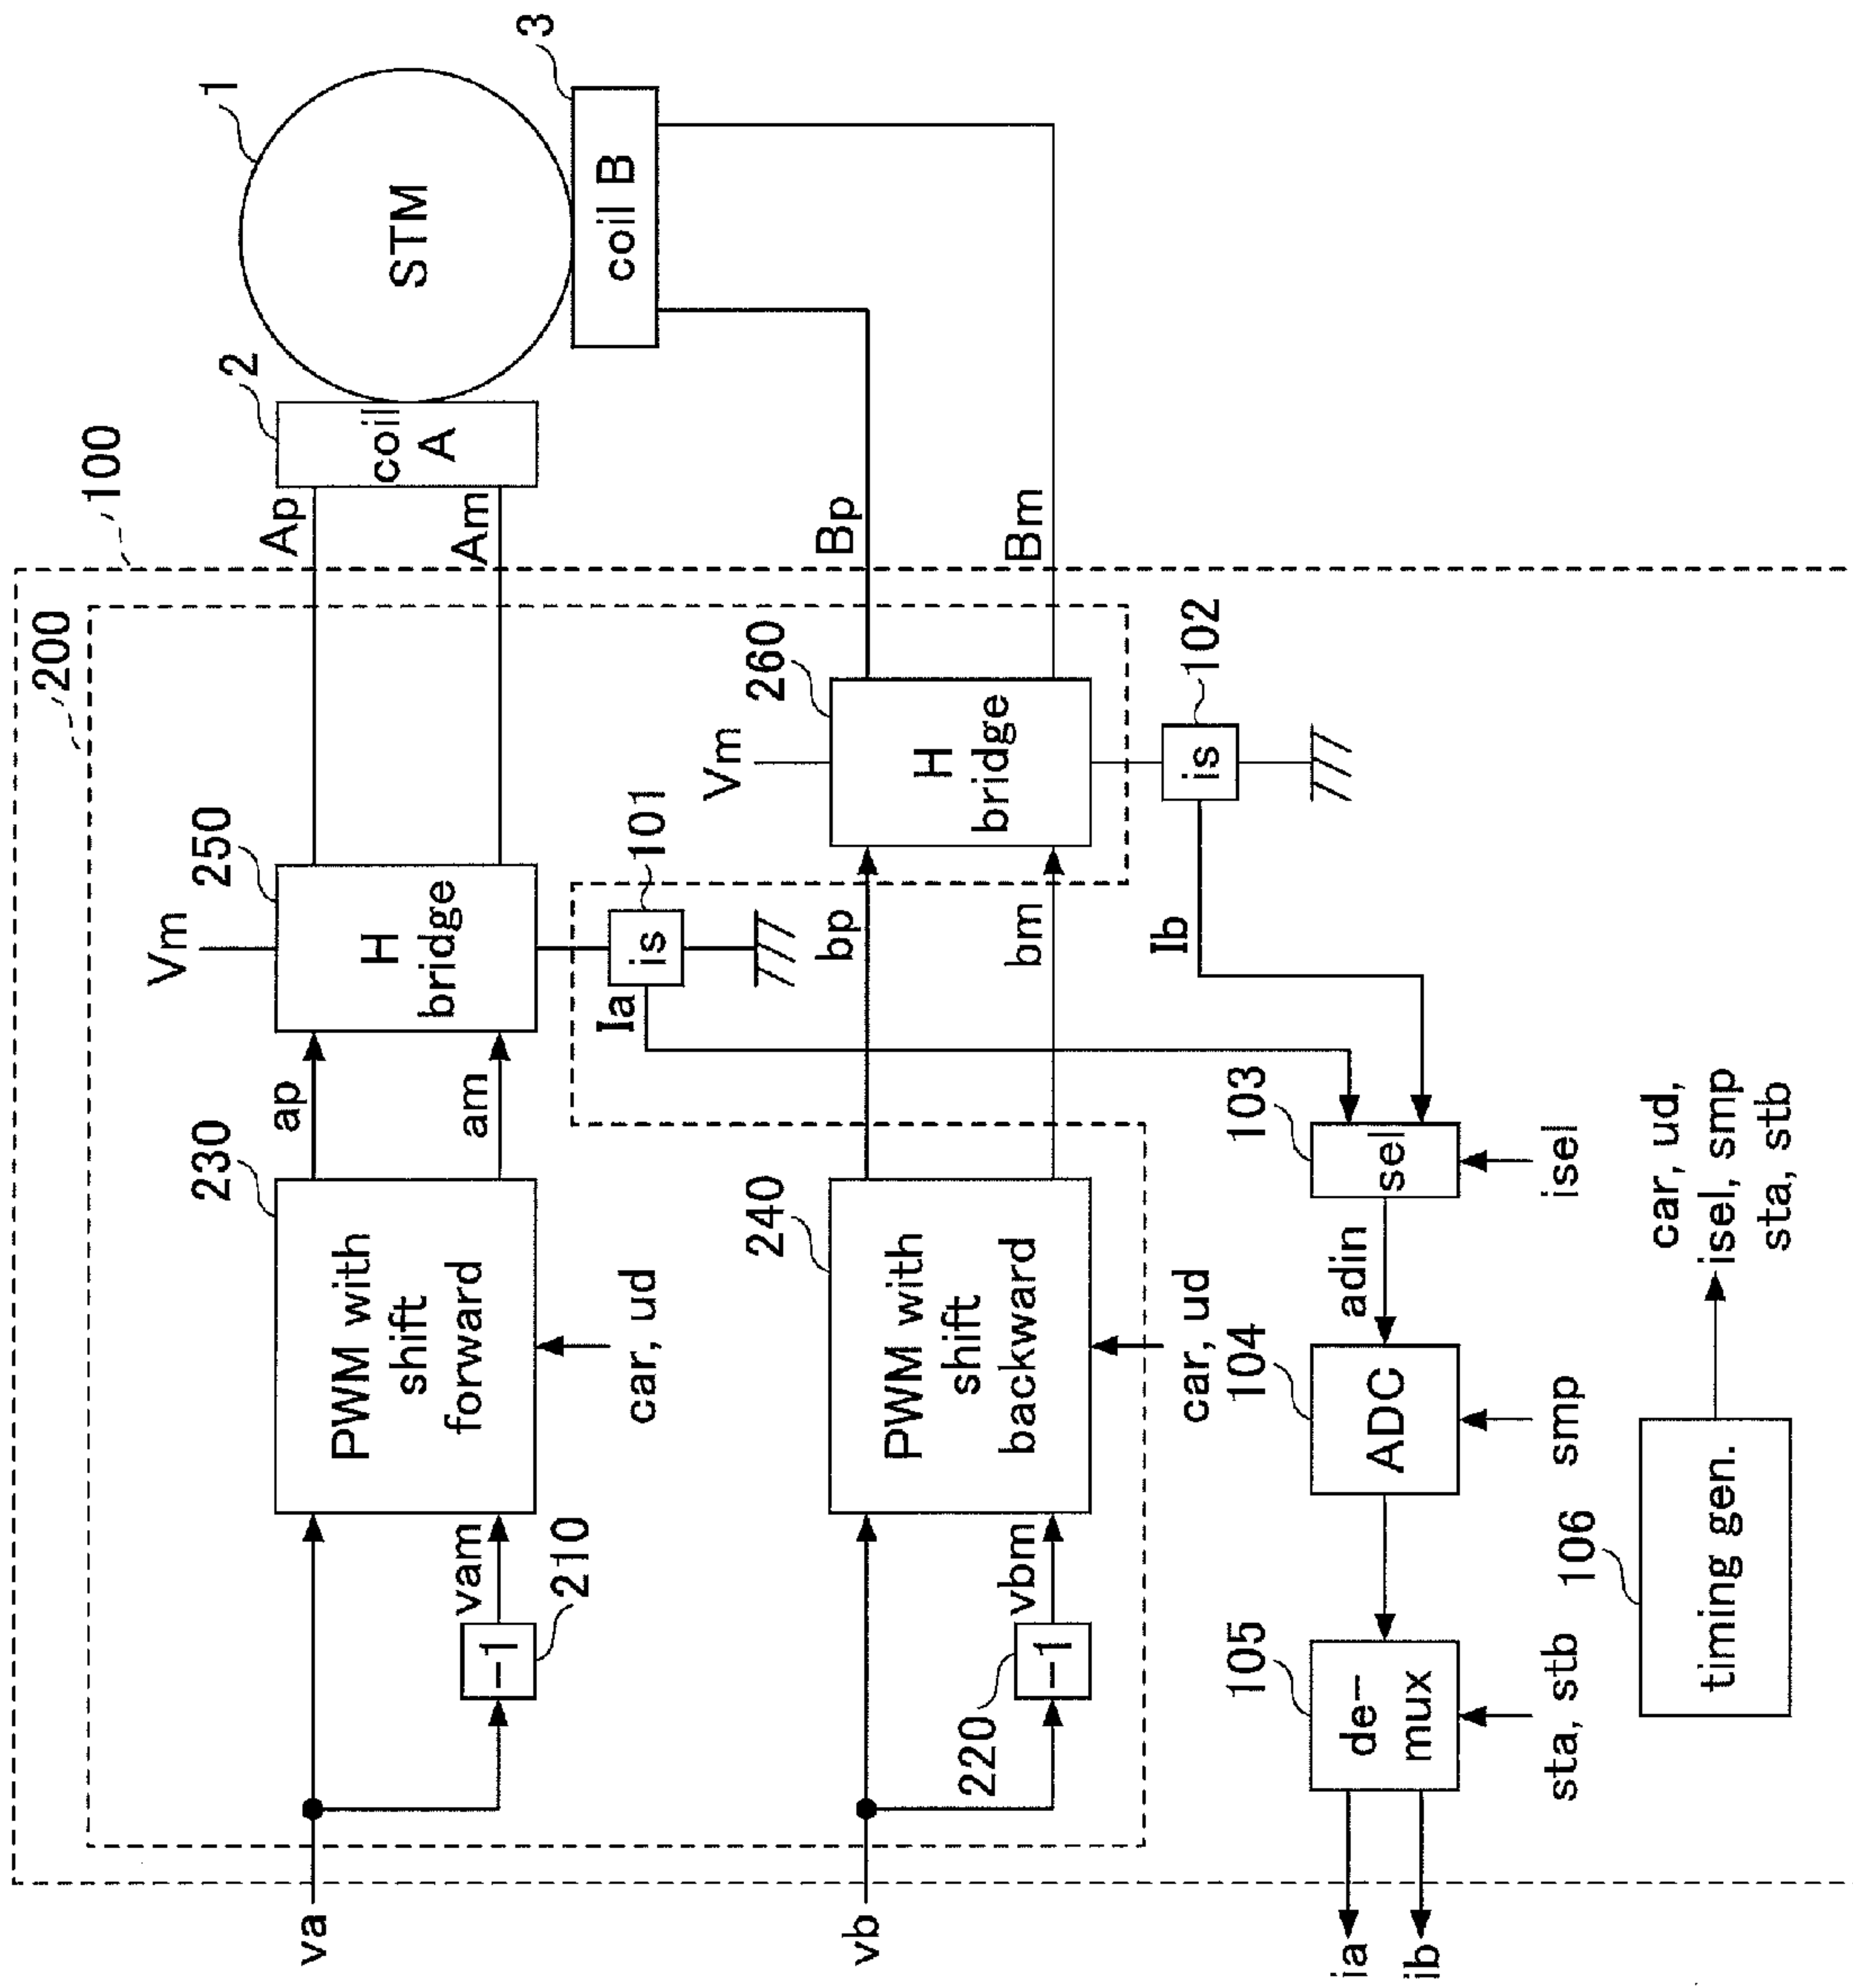 100
200
1
STM
2
coil
A
3
coil B
Ap
Am
Bp
Bm
Vm
250
H
bridge
Vm
260
H
bridge
101
is
Ia
102
is
Ib
ap
am
bp
bm
230
PWM with
shift
forward
car, ud
240
PWM with
shift
backward
car, ud
va
vam
-1
210
vb
vbm
-1
220
103
sel
isel
adin
104
ADC
smp
105
de-
mux
sta, stb
ia
ib
106
timing gen.
car, ud,
isel, smp
sta, stb